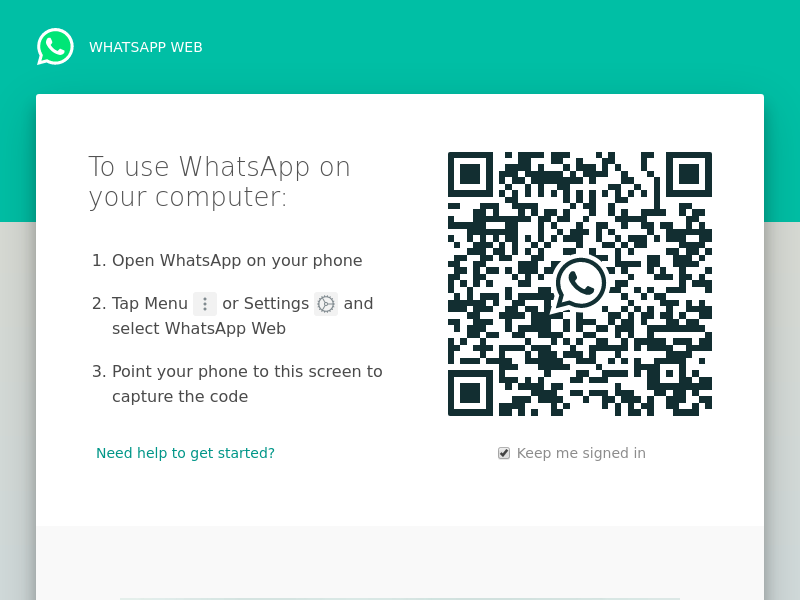 WHATSAPP WEB
To use WhatsApp on
your computer:
1. Open WhatsApp on your phone
2. Tap Menu or Settings and
select WhatsApp Web
3. Point your phone to this screen to
capture the code
Need help to get started?
Keep me signed in